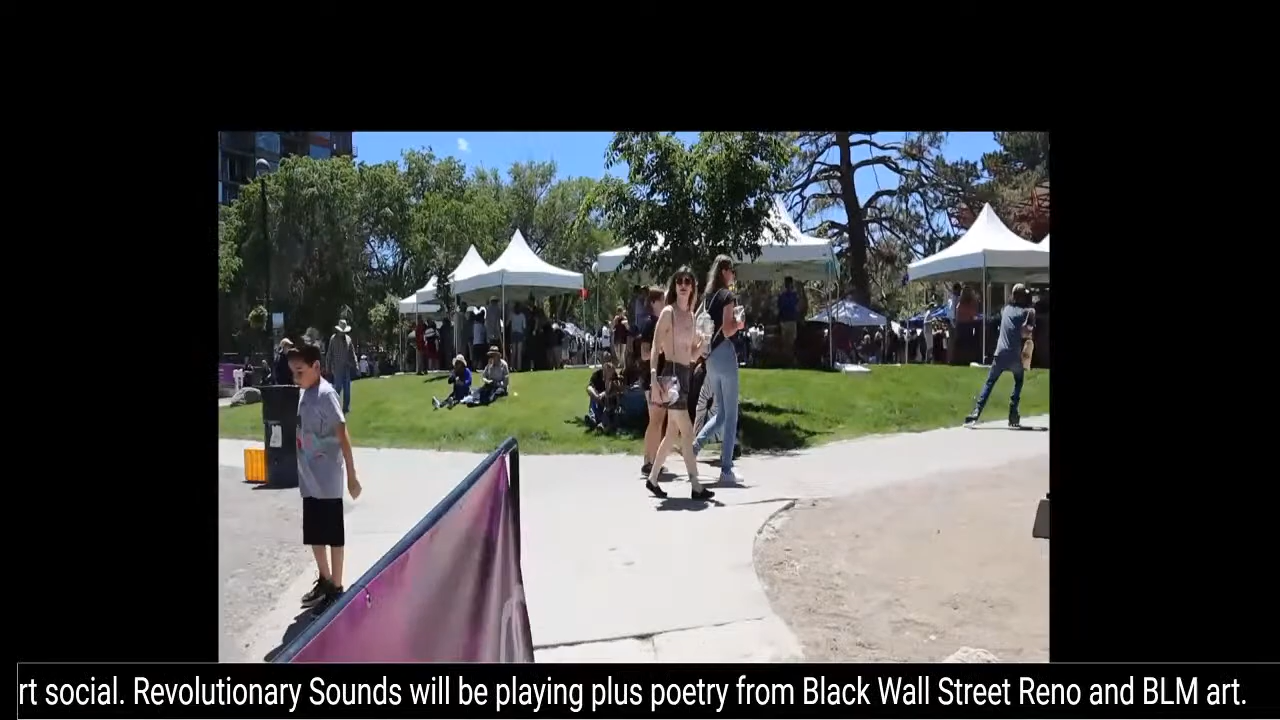 rt social. Revolutionary Sounds will be playing plus poetry from Black Wall Street Reno and BLM art.